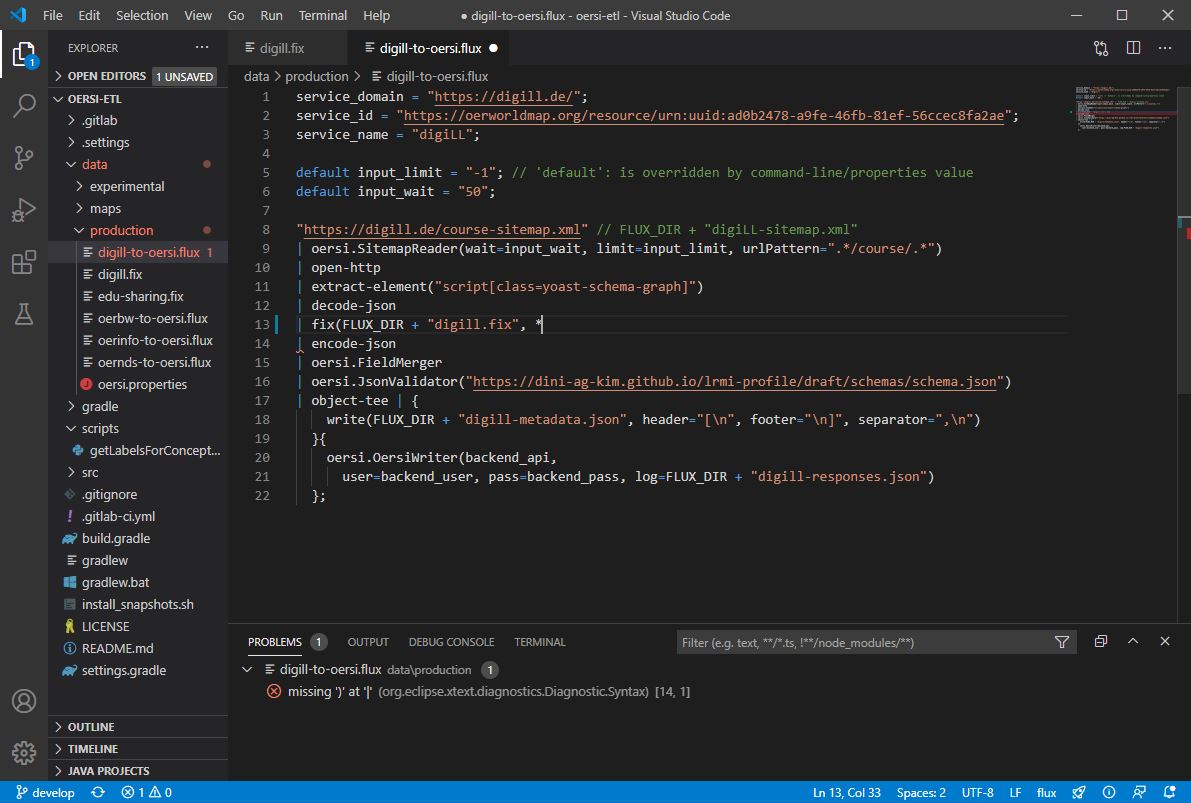 File Edit Selection View Go Run Terminal Help ● digill-to-oersi.flux - oersi-etl - Visual Studio Code
1
EXPLORER ···
OPEN EDITORS 1 UNSAVED
OERSI-ETL
.gitlab
.settings
data
experimental
maps
production
digill-to-oersi.flux 1
digill.fix
edu-sharing.fix
oerbw-to-oersi.flux
oerinfo-to-oersi.flux
oernds-to-oersi.flux
oersi.properties
gradle
scripts
getLabelsForConcept...
src
.gitignore
.gitlab-ci.yml
build.gradle
gradlew
gradlew.bat
install_snapshots.sh
LICENSE
README.md
settings.gradle
OUTLINE
TIMELINE
JAVA PROJECTS
digill.fix digill-to-oersi.flux ●
data > production > digill-to-oersi.flux
1 service_domain = "https://digill.de/";
2 service_id = "https://oerworldmap.org/resource/urn:uuid:ad0b2478-a9fe-46fb-81ef-56ccec8fa2ae";
3 service_name = "digiLL";
4
5 default input_limit = "-1"; // 'default': is overridden by command-line/properties value
6 default input_wait = "50";
7
8 "https://digill.de/course-sitemap.xml" // FLUX_DIR + "digiLL-sitemap.xml"
9 | oersi.SitemapReader(wait=input_wait, limit=input_limit, urlPattern=".*/course/.*")
10 | open-http
11 | extract-element("script[class=yoast-schema-graph]")
12 | decode-json
13 | fix(FLUX_DIR + "digill.fix", *
14 | encode-json
15 | oersi.FieldMerger
16 | oersi.JsonValidator("https://dini-ag-kim.github.io/lrmi-profile/draft/schemas/schema.json")
17 | object-tee | {
18 write(FLUX_DIR + "digill-metadata.json", header="[\n", footer="\n]", separator=",\n")
19 }{
20 oersi.OersiWriter(backend_api,
21 user=backend_user, pass=backend_pass, log=FLUX_DIR + "digill-responses.json")
22 };
PROBLEMS 1 OUTPUT DEBUG CONSOLE TERMINAL Filter (e.g. text, **/*.ts, !**/node_modules/**)
digill-to-oersi.flux data\production 1
missing ')' at '|' (org.eclipse.xtext.diagnostics.Diagnostic.Syntax) [14, 1]
develop 1 0 Ln 13, Col 33 Spaces: 2 UTF-8 LF flux